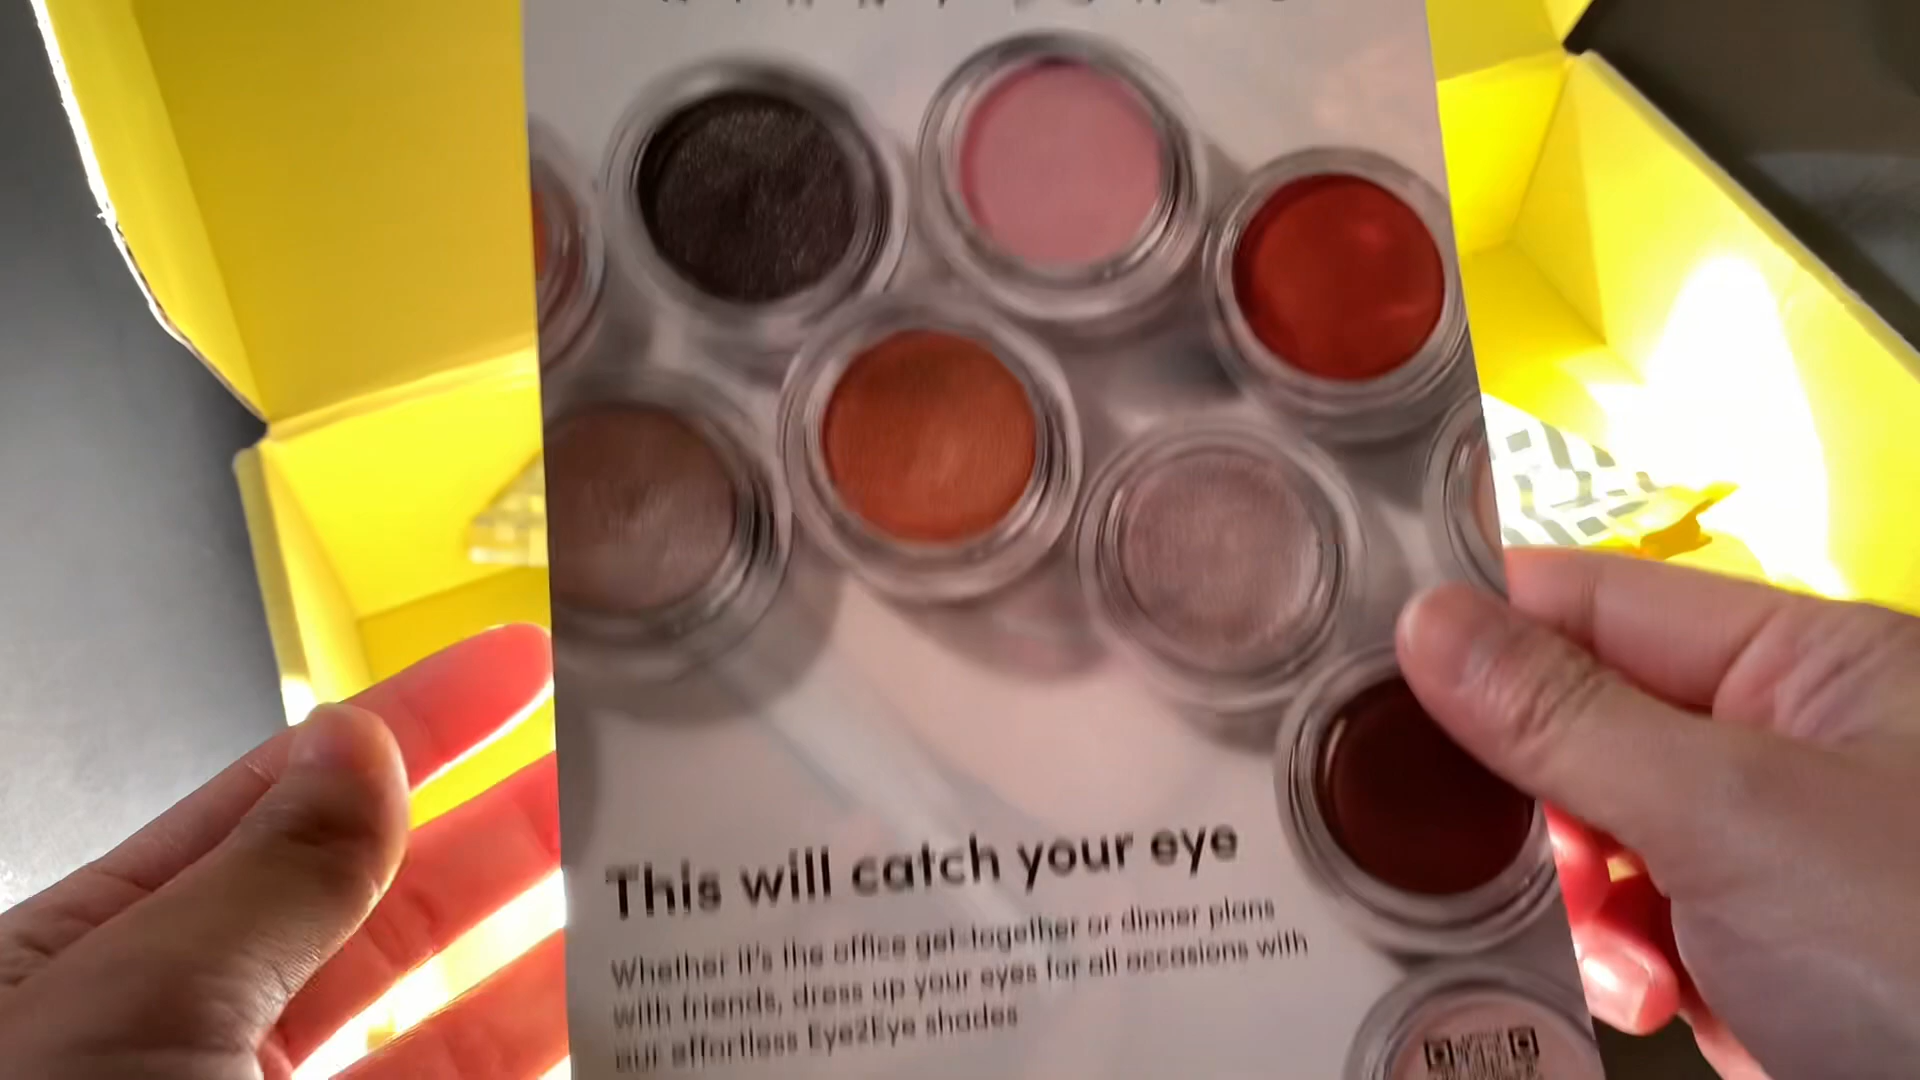 This will catch your eye
Whether it's the office get-together or dinner plans
with friends, dress up your eyes for all occasions with
our effortless Eye2Eye shades